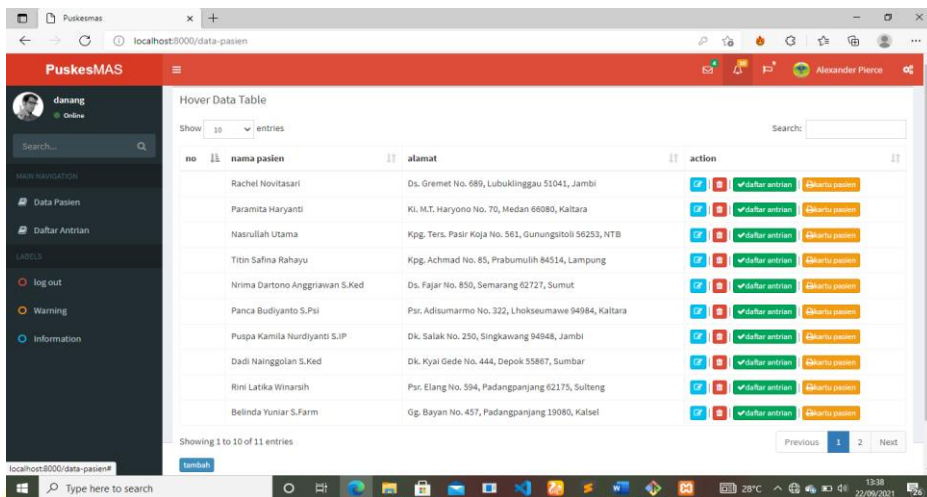 Puskesmas
localhost:8000/data-pasien
PuskesMAS
Alexander Pierce
danang
Online
Search...
MAIN NAVIGATION
Data Pasien
Daftar Antrian
LABELS
log out
Warning
Information
Hover Data Table
Show 10 entries
Search:
no nama pasien alamat action
Rachel Novitasari Ds. Gremet No. 689, Lubuklinggau 51041, Jambi | | daftar antrian | kartu pasien
Paramita Haryanti Ki. M.T. Haryono No. 70, Medan 66080, Kaltara | | daftar antrian | kartu pasien
Nasrullah Utama Kpg. Ters. Pasir Koja No. 561, Gunungsitoli 56253, NTB | | daftar antrian | kartu pasien
Titin Safina Rahayu Kpg. Achmad No. 85, Prabumulih 84514, Lampung | | daftar antrian | kartu pasien
Nrima Dartono Anggriawan S.Ked Ds. Fajar No. 850, Semarang 62727, Sumut | | daftar antrian | kartu pasien
Panca Budiyanto S.Psi Psr. Adisumarmo No. 322, Lhokseumawe 94984, Kaltara | | daftar antrian | kartu pasien
Puspa Kamila Nurdiyanti S.IP Dk. Salak No. 250, Singkawang 94948, Jambi | | daftar antrian | kartu pasien
Dadi Nainggolan S.Ked Dk. Kyai Gede No. 444, Depok 55867, Sumbar | | daftar antrian | kartu pasien
Rini Latika Winarsih Psr. Elang No. 594, Padangpanjang 62175, Sulteng | | daftar antrian | kartu pasien
Belinda Yuniar S.Farm Gg. Bayan No. 457, Padangpanjang 19080, Kalsel | | daftar antrian | kartu pasien
Showing 1 to 10 of 11 entries
Previous 1 2 Next
tambah
localhost:8000/data-pasien#
Type here to search
28°C
13:38
22/09/2021